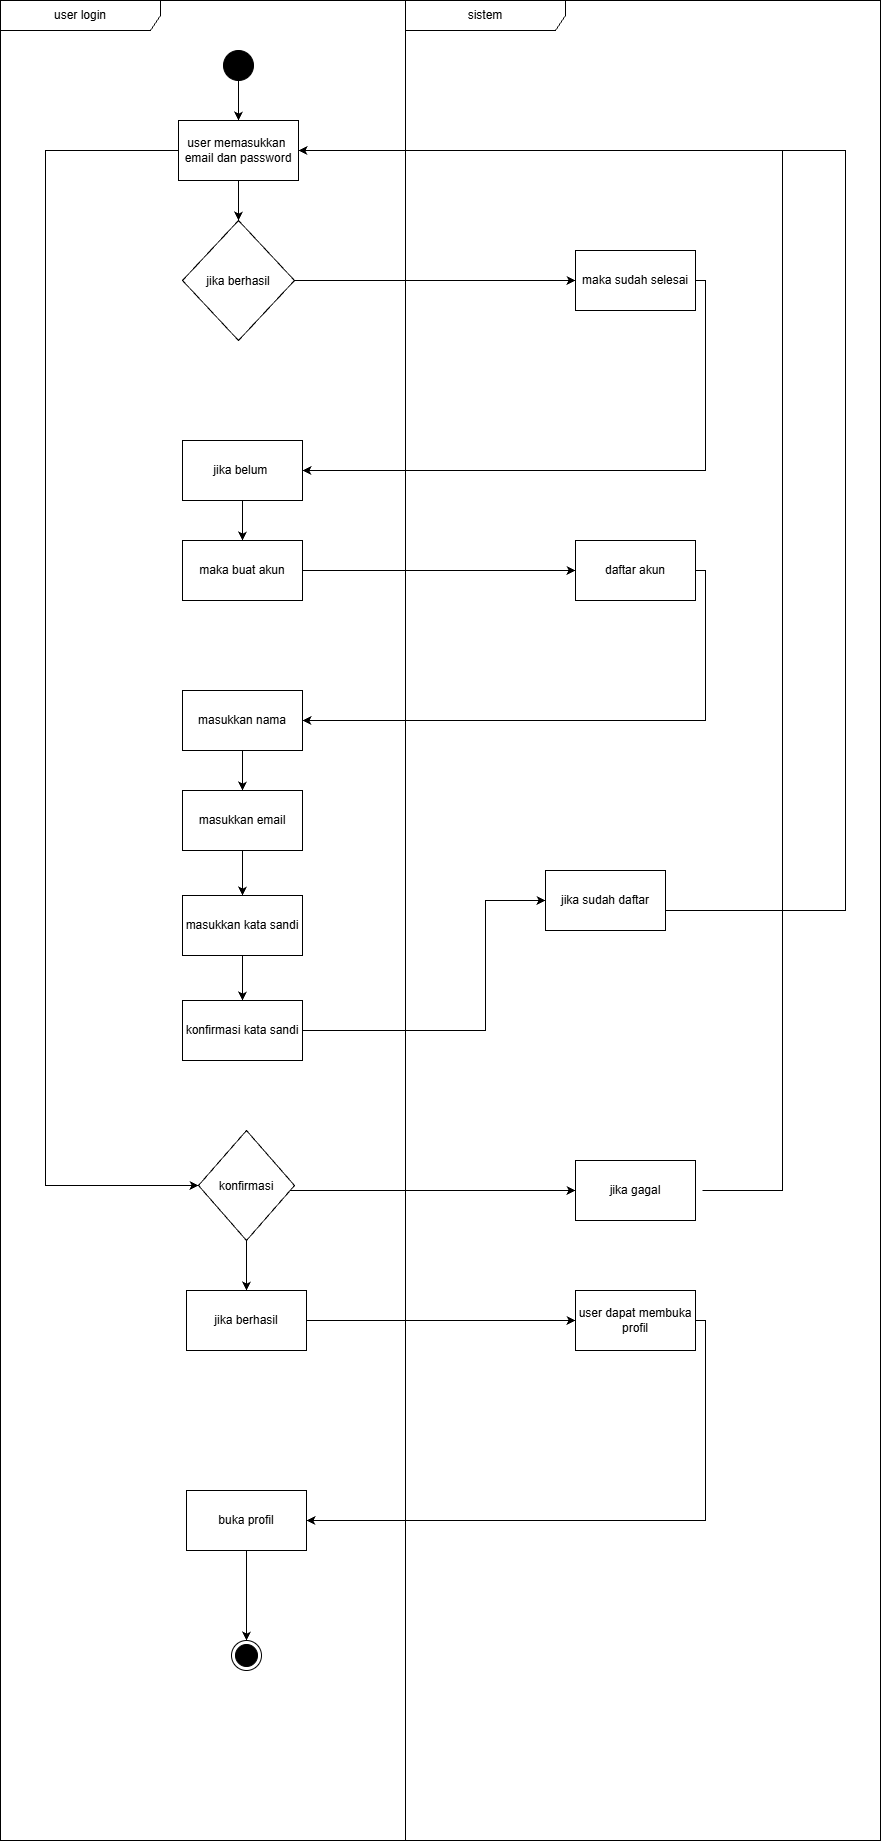 user login
sistem
user memasukkan
email dan password
jika berhasil
maka sudah selesai
jika belum
maka buat akun
daftar akun
masukkan nama
masukkan email
jika sudah daftar
masukkan kata sandi
konfirmasi kata sandi
konfirmasi
jika gagal
jika berhasil
user dapat membuka
profil
buka profil